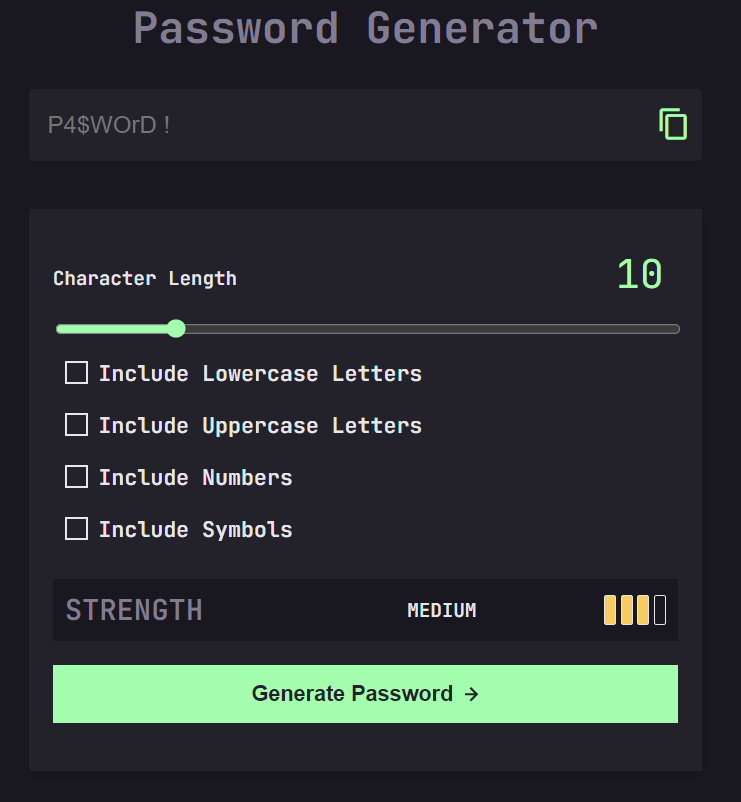 Password Generator
P4$WOrD !
Character Length
10
Include Lowercase Letters
Include Uppercase Letters
Include Numbers
Include Symbols
STRENGTH
MEDIUM
Generate Password →